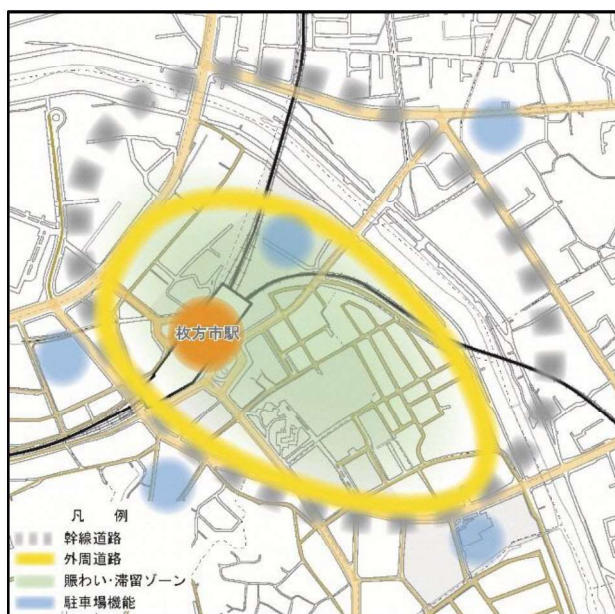 枚方市駅
凡 例
幹線道路
外周道路
賑わい・滞留ゾーン
駐車場機能